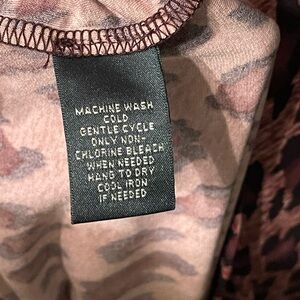 MACHINE WASH
COLD
GENTLE CYCLE
ONLY NON-
CHLORINE BLEACH
WHEN NEEDED
HANG TO DRY
COOL IRON
IF NEEDED